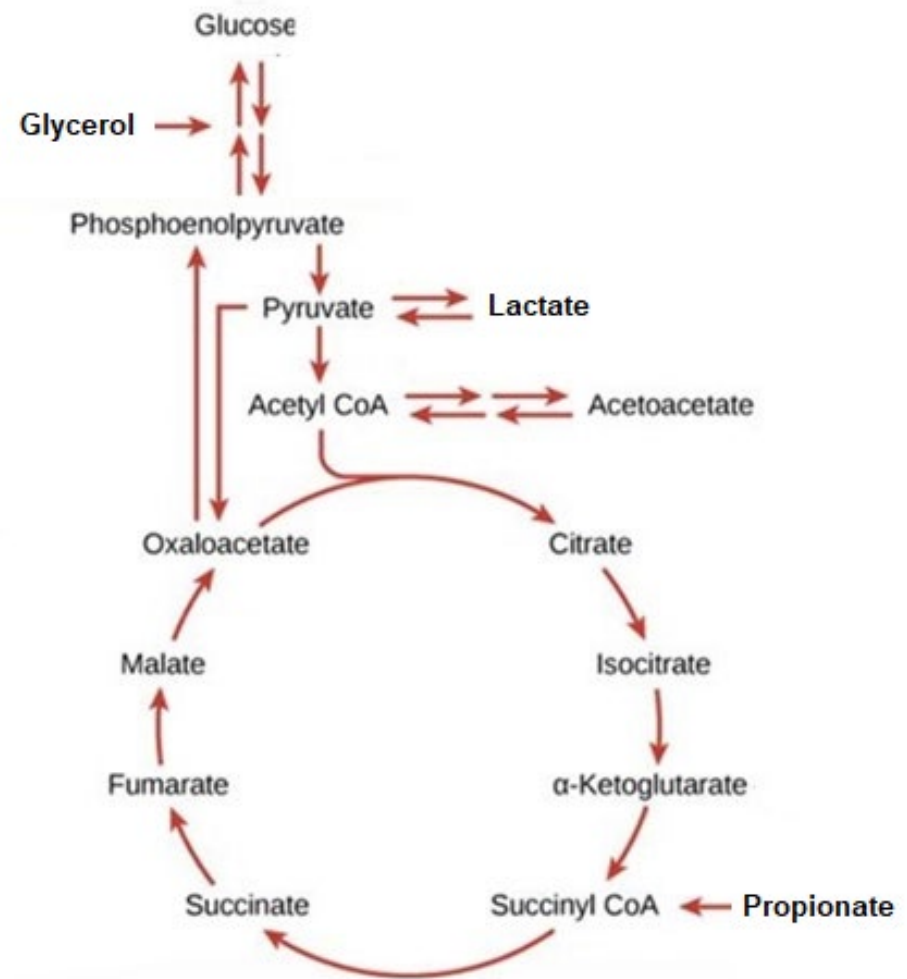 Glucose
Glycerol
Phosphoenolpyruvate
Pyruvate
Lactate
Acetyl CoA
Acetoacetate
Oxaloacetate
Citrate
Malate
Isocitrate
Fumarate
α-Ketoglutarate
Succinate
Succinyl CoA
Propionate